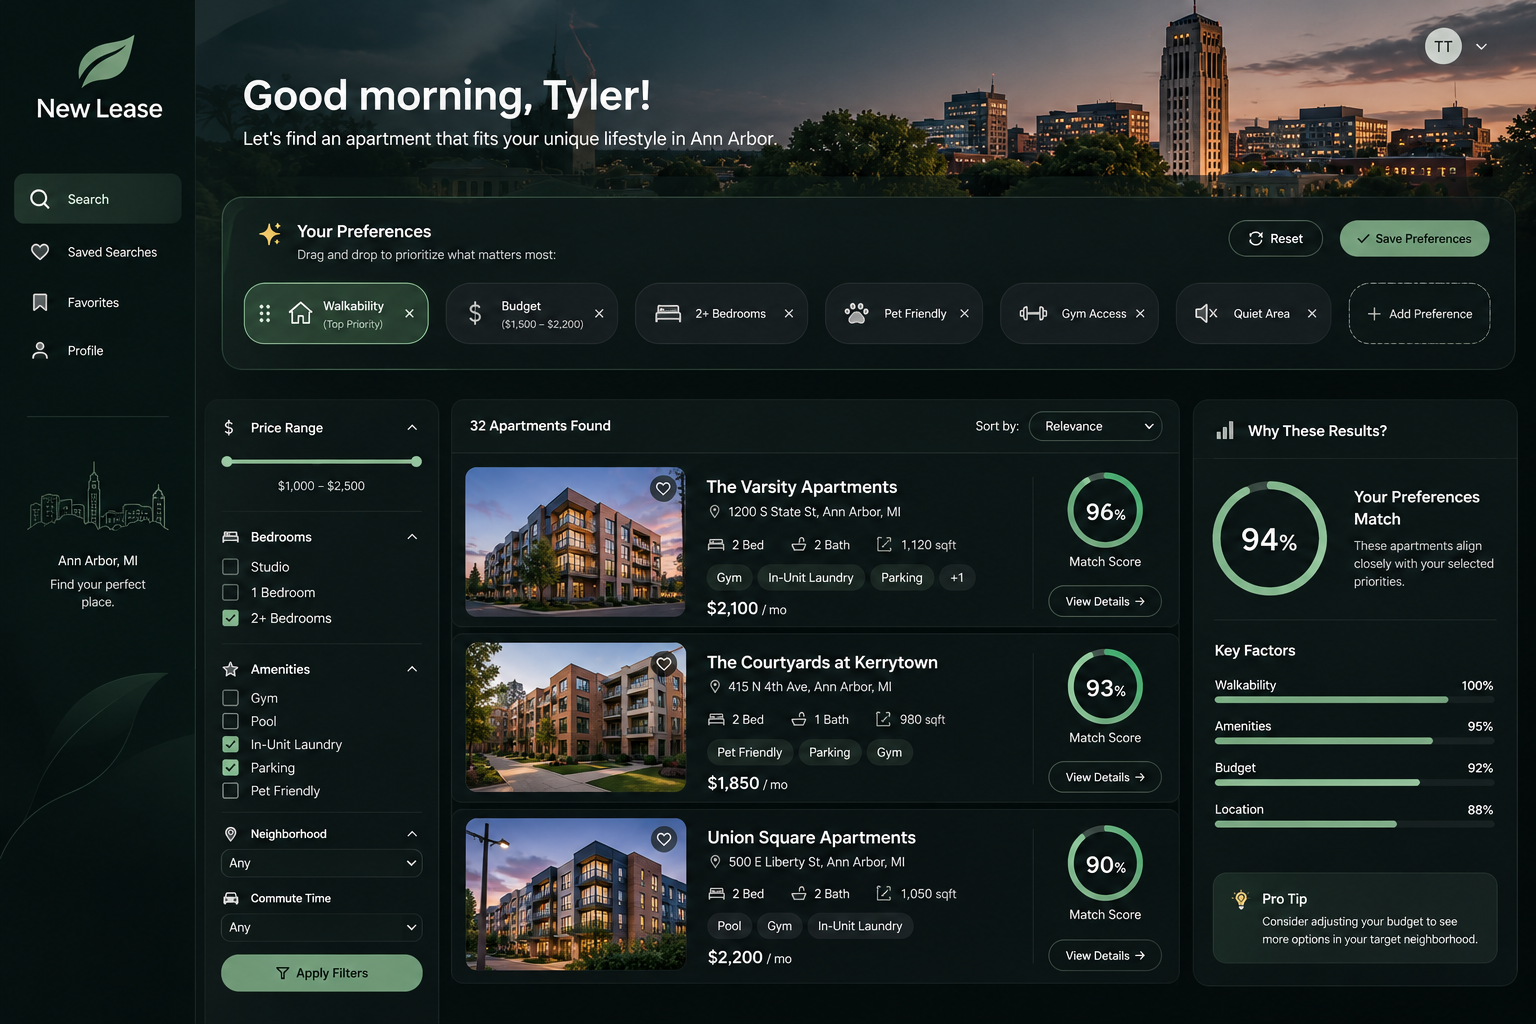 New Lease
Search
Saved Searches
Favorites
Profile
Ann Arbor, MI
Find your perfect
place.
Good morning, Tyler!
Let's find an apartment that fits your unique lifestyle in Ann Arbor.
TT
Your Preferences
Drag and drop to prioritize what matters most:
Reset
Save Preferences
Walkability
(Top Priority)
Budget
($1,500 – $2,200)
2+ Bedrooms
Pet Friendly
Gym Access
Quiet Area
Add Preference
Price Range
$1,000 – $2,500
Bedrooms
Studio
1 Bedroom
2+ Bedrooms
Amenities
Gym
Pool
In-Unit Laundry
Parking
Pet Friendly
Neighborhood
Any
Commute Time
Any
Apply Filters
32 Apartments Found
Sort by:
Relevance
The Varsity Apartments
1200 S State St, Ann Arbor, MI
2 Bed
2 Bath
1,120 sqft
Gym
In-Unit Laundry
Parking
+1
$2,100 / mo
96%
Match Score
View Details →
The Courtyards at Kerrytown
415 N 4th Ave, Ann Arbor, MI
2 Bed
1 Bath
980 sqft
Pet Friendly
Parking
Gym
$1,850 / mo
93%
Match Score
View Details →
Union Square Apartments
500 E Liberty St, Ann Arbor, MI
2 Bed
2 Bath
1,050 sqft
Pool
Gym
In-Unit Laundry
$2,200 / mo
90%
Match Score
View Details →
Why These Results?
94%
Your Preferences
Match
These apartments align
closely with your selected
priorities.
Key Factors
Walkability
100%
Amenities
95%
Budget
92%
Location
88%
Pro Tip
Consider adjusting your budget to see
more options in your target neighborhood.